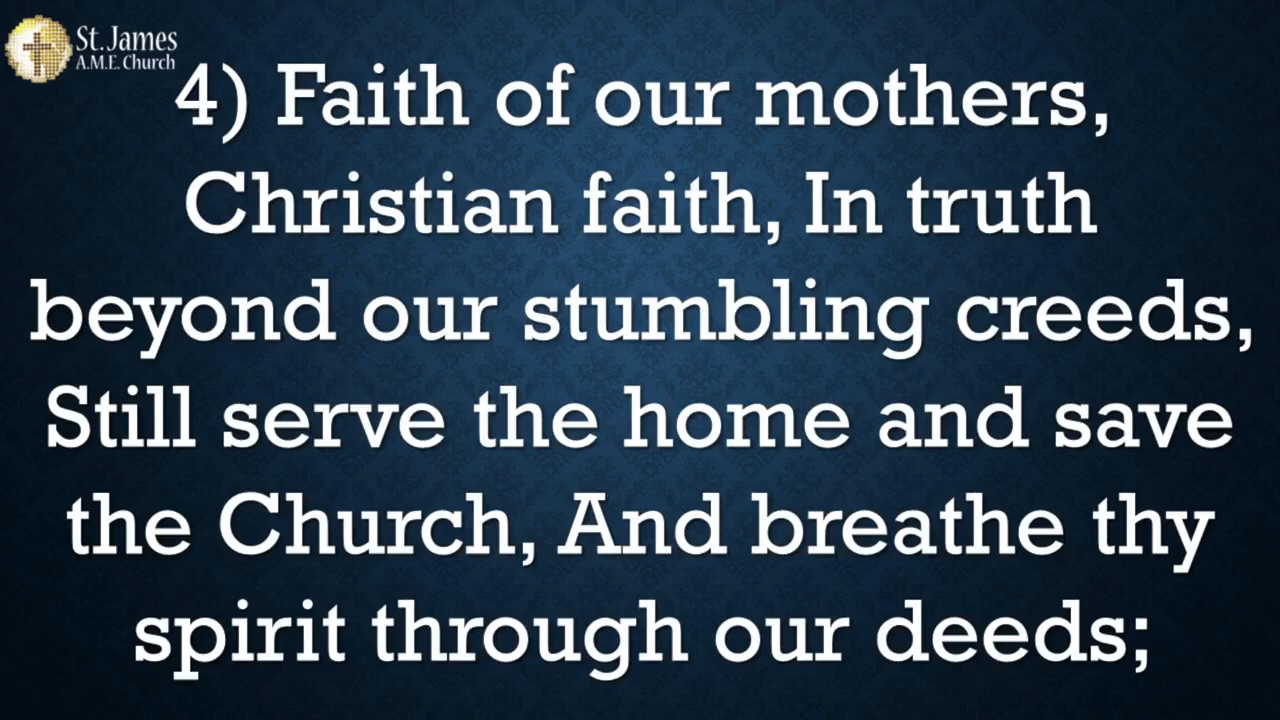 St. James
A.M.E. Church
4) Faith of our mothers,
Christian faith, In truth
beyond our stumbling creeds,
Still serve the home and save
the Church, And breathe thy
spirit through our deeds;